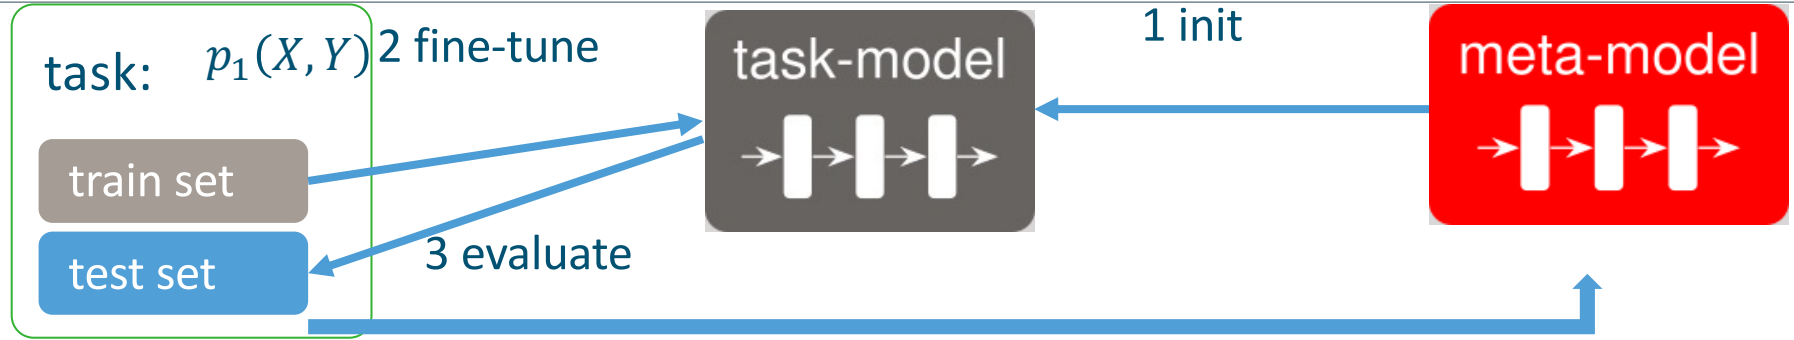 task: p₁(X, Y)
2 fine-tune
train set
test set
3 evaluate
task-model
1 init
meta-model